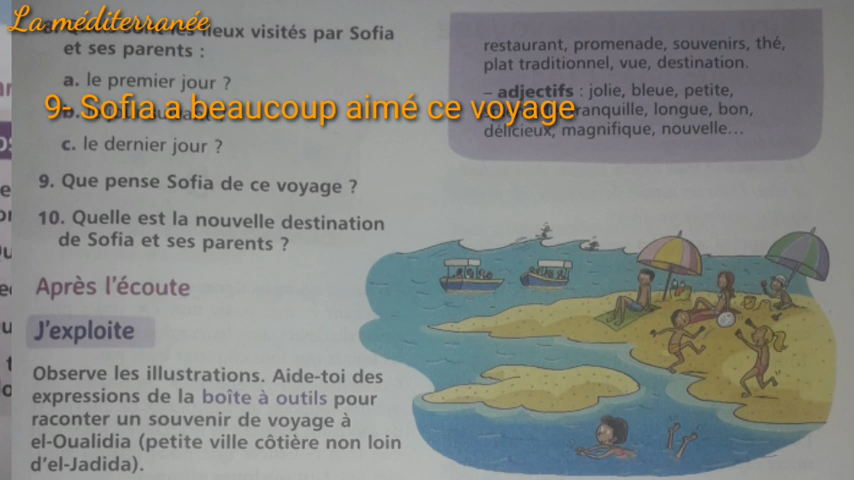 La méditerranée
lieux visités par Sofia
et ses parents :
a. le premier jour ?
9- Sofia a beaucoup aimé ce voyage
c. le dernier jour ?
9. Que pense Sofia de ce voyage ?
10. Quelle est la nouvelle destination
de Sofia et ses parents ?
Après l'écoute
J'exploite
Observe les illustrations. Aide-toi des
expressions de la boîte à outils pour
raconter un souvenir de voyage à
el-Oualidia (petite ville côtière non loin
d'el-Jadida).
restaurant, promenade, souvenirs, thé,
plat traditionnel, vue, destination.
– adjectifs : jolie, bleue, petite,
tranquille, longue, bon,
délicieux, magnifique, nouvelle...